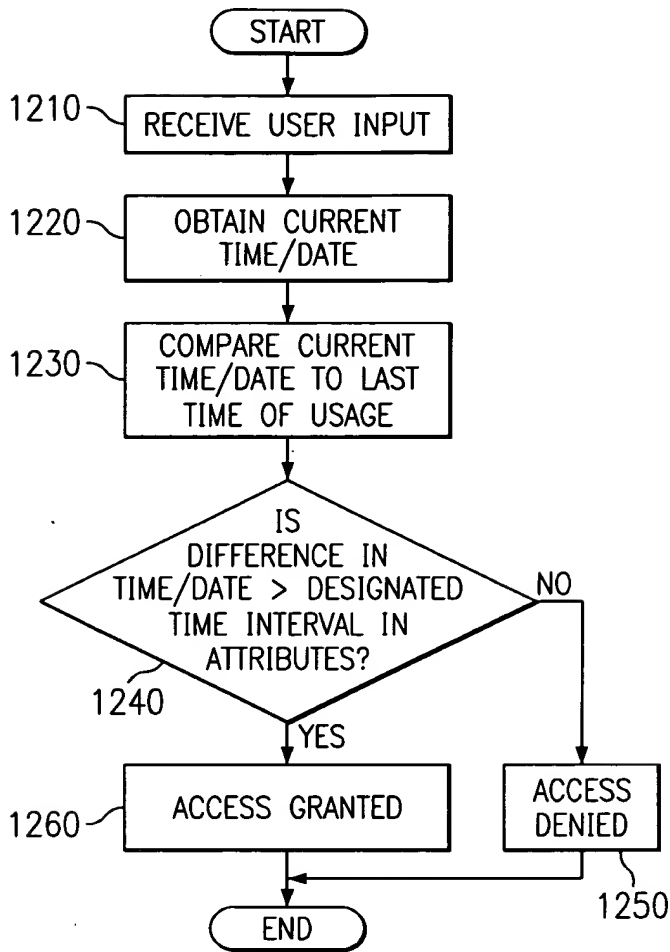 START
1210
RECEIVE USER INPUT
1220
OBTAIN CURRENT
TIME/DATE
1230
COMPARE CURRENT
TIME/DATE TO LAST
TIME OF USAGE
IS
DIFFERENCE IN
TIME/DATE > DESIGNATED
TIME INTERVAL IN
ATTRIBUTES?
NO
1240
YES
1260
ACCESS GRANTED
ACCESS
DENIED
1250
END